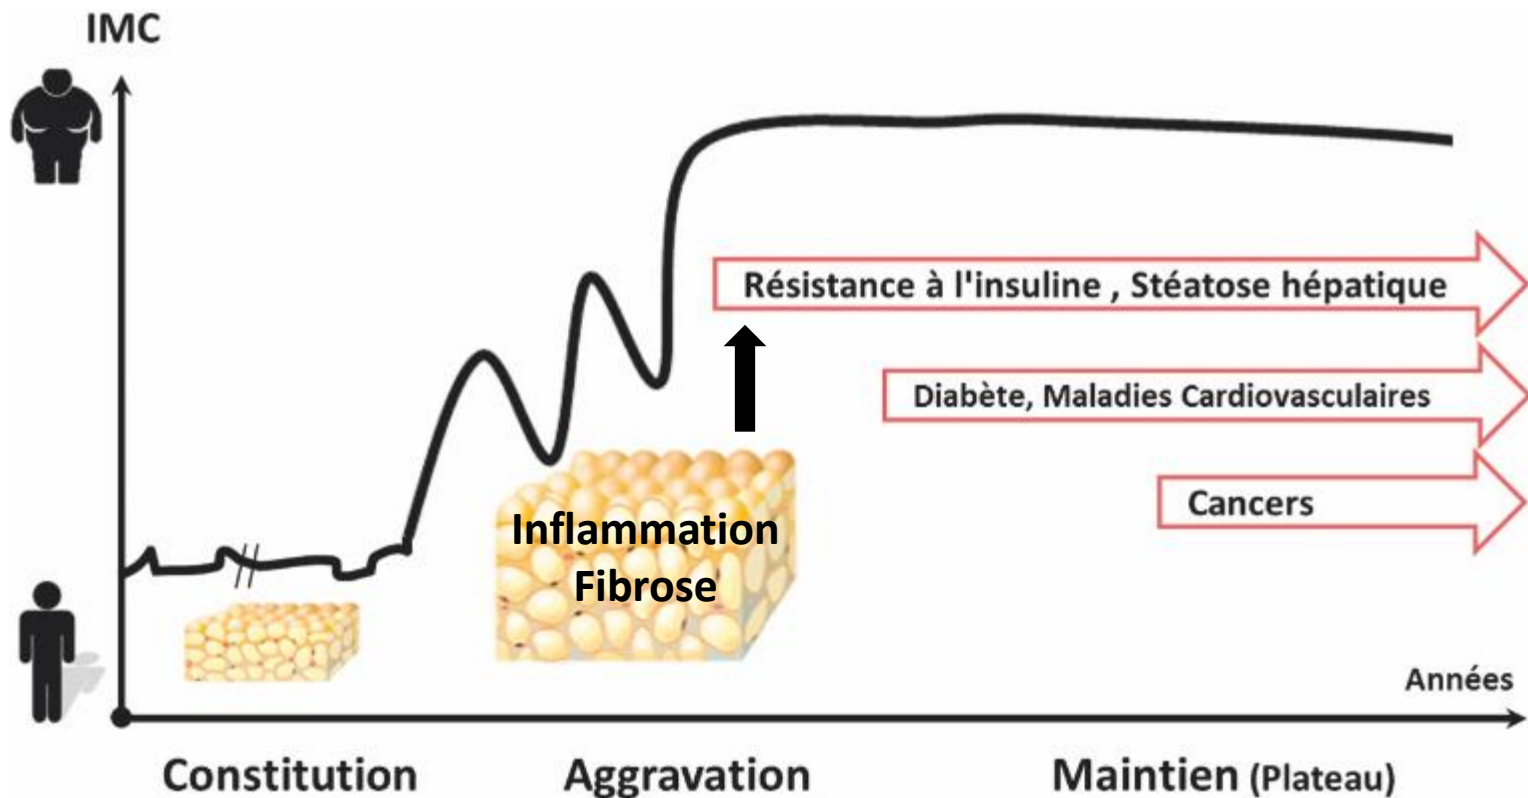 IMC
Résistance à l'insuline , Stéatose hépatique
Diabète, Maladies Cardiovasculaires
Cancers
Inflammation
Fibrose
Années
Constitution
Aggravation
Maintien (Plateau)